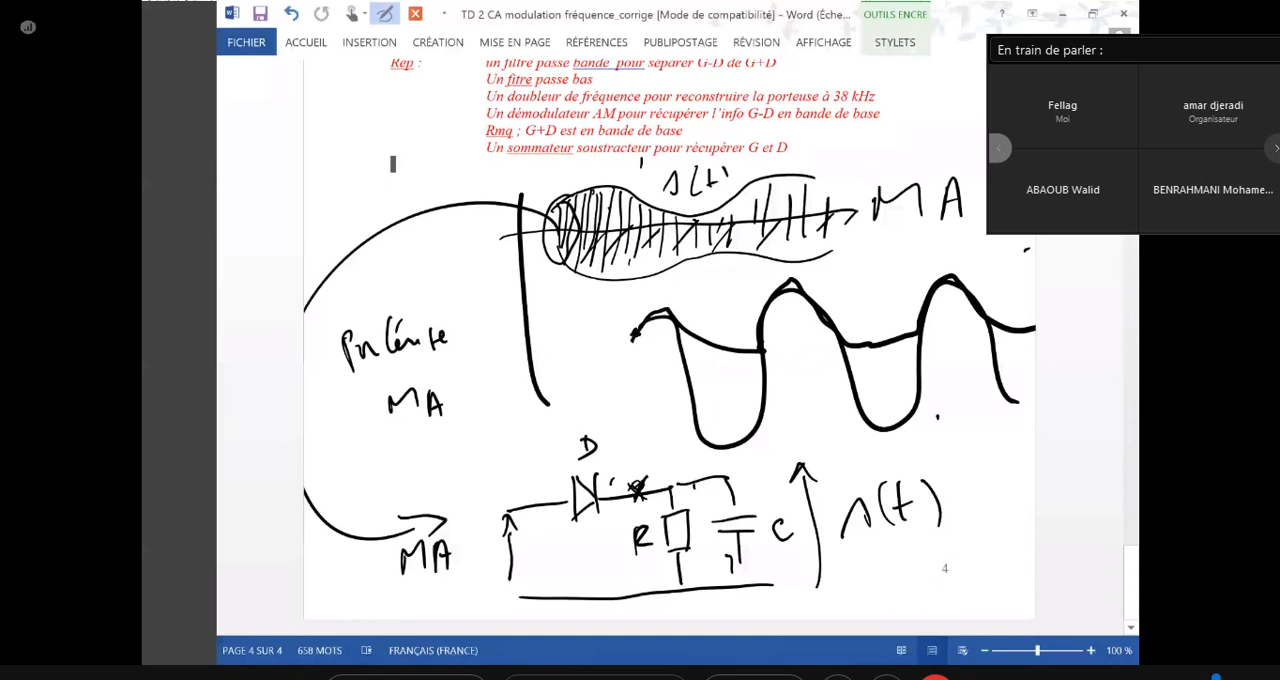 TD 2 CA modulation fréquence_corrige [Mode de compatibilité] - Word (Éche...
OUTILS ENCRE
?
FICHIER ACCUEIL INSERTION CRÉATION MISE EN PAGE RÉFÉRENCES PUBLIPOSTAGE RÉVISION AFFICHAGE STYLETS
En train de parler :
Fellag
Moi
amar djeradi
Organisateur
ABAOUB Walid
BENRAHMANI Mohame...
Rep : un filtre passe bande pour séparer G-D de G+D
Un fitre passe bas
Un doubleur de fréquence pour reconstruire la porteuse à 38 kHz
Un démodulateur AM pour récupérer l'info G-D en bande de base
Rmq ; G+D est en bande de base
Un sommateur soustracteur pour récupérer G et D
s(t)
MA
MA
D
R
C
s(t)
MA
4
PAGE 4 SUR 4 658 MOTS FRANÇAIS (FRANCE) 100 %